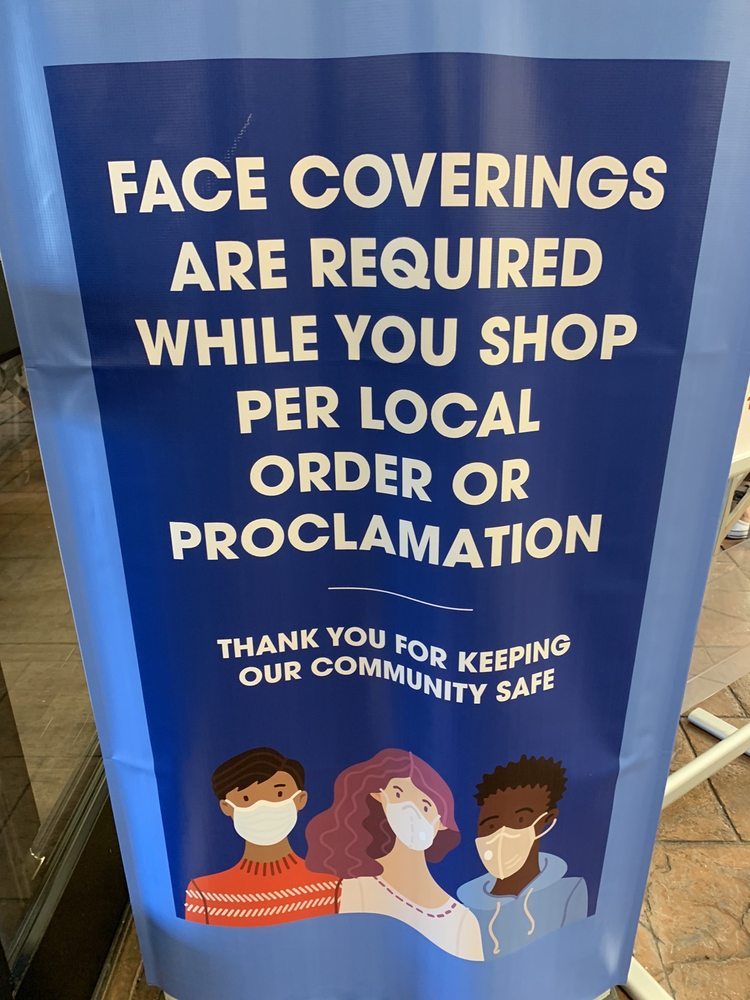 FACE COVERINGS
ARE REQUIRED
WHILE YOU SHOP
PER LOCAL
ORDER OR
PROCLAMATION
THANK YOU FOR KEEPING
OUR COMMUNITY SAFE